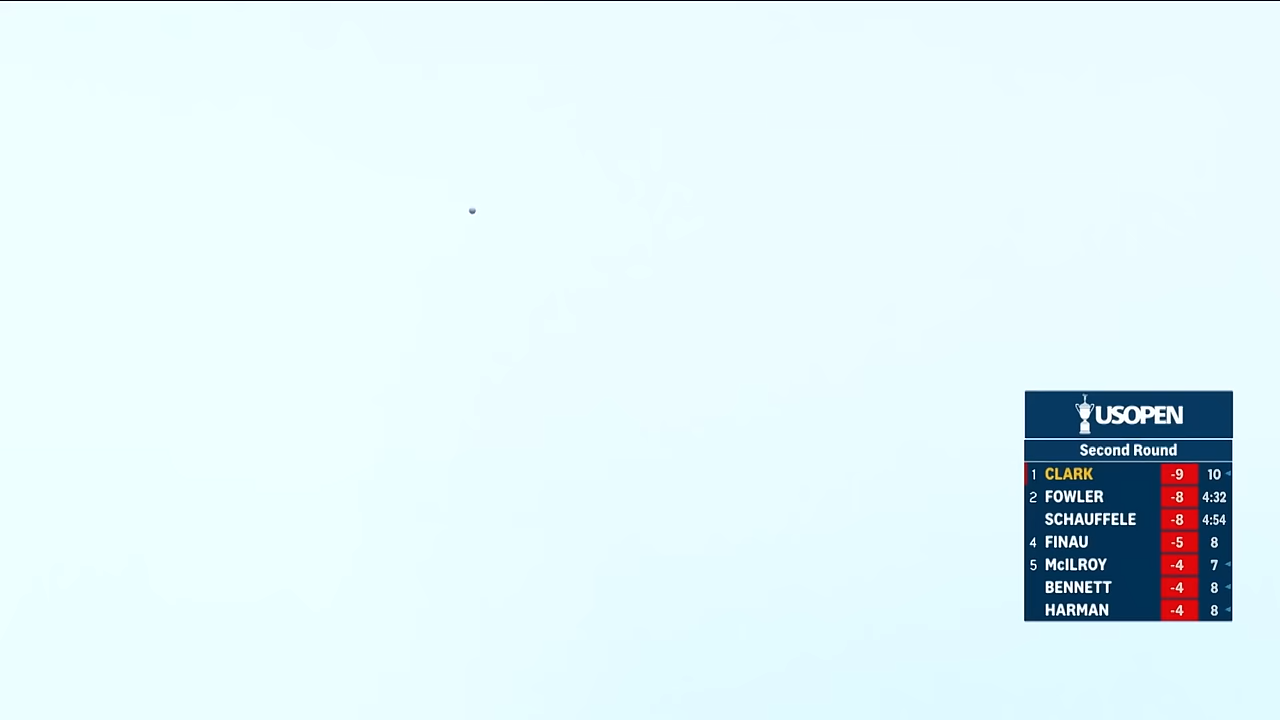 USOPEN
Second Round
1 CLARK -9 10
2 FOWLER -8 4:32
SCHAUFFELE -8 4:54
4 FINAU -5 8
5 McILROY -4 7
BENNETT -4 8
HARMAN -4 8